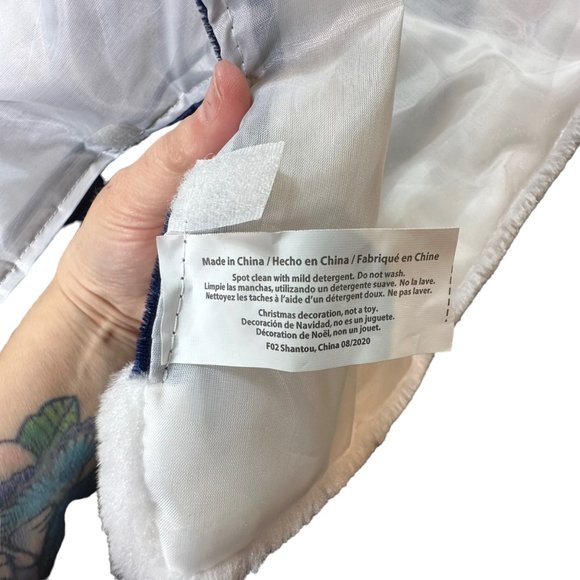 Made in China / Hecho en China / Fabriqué en Chine
Spot clean with mild detergent. Do not wash.
Limpie las manchas, utilizando un detergente suave. No la lave.
Nettoyez les taches à l'aide d'un détergent doux. Ne pas laver.
Christmas decoration, not a toy.
Decoración de Navidad, no es un juguete.
Décoration de Noël, non un jouet.
F02 Shantou, China 08/2020